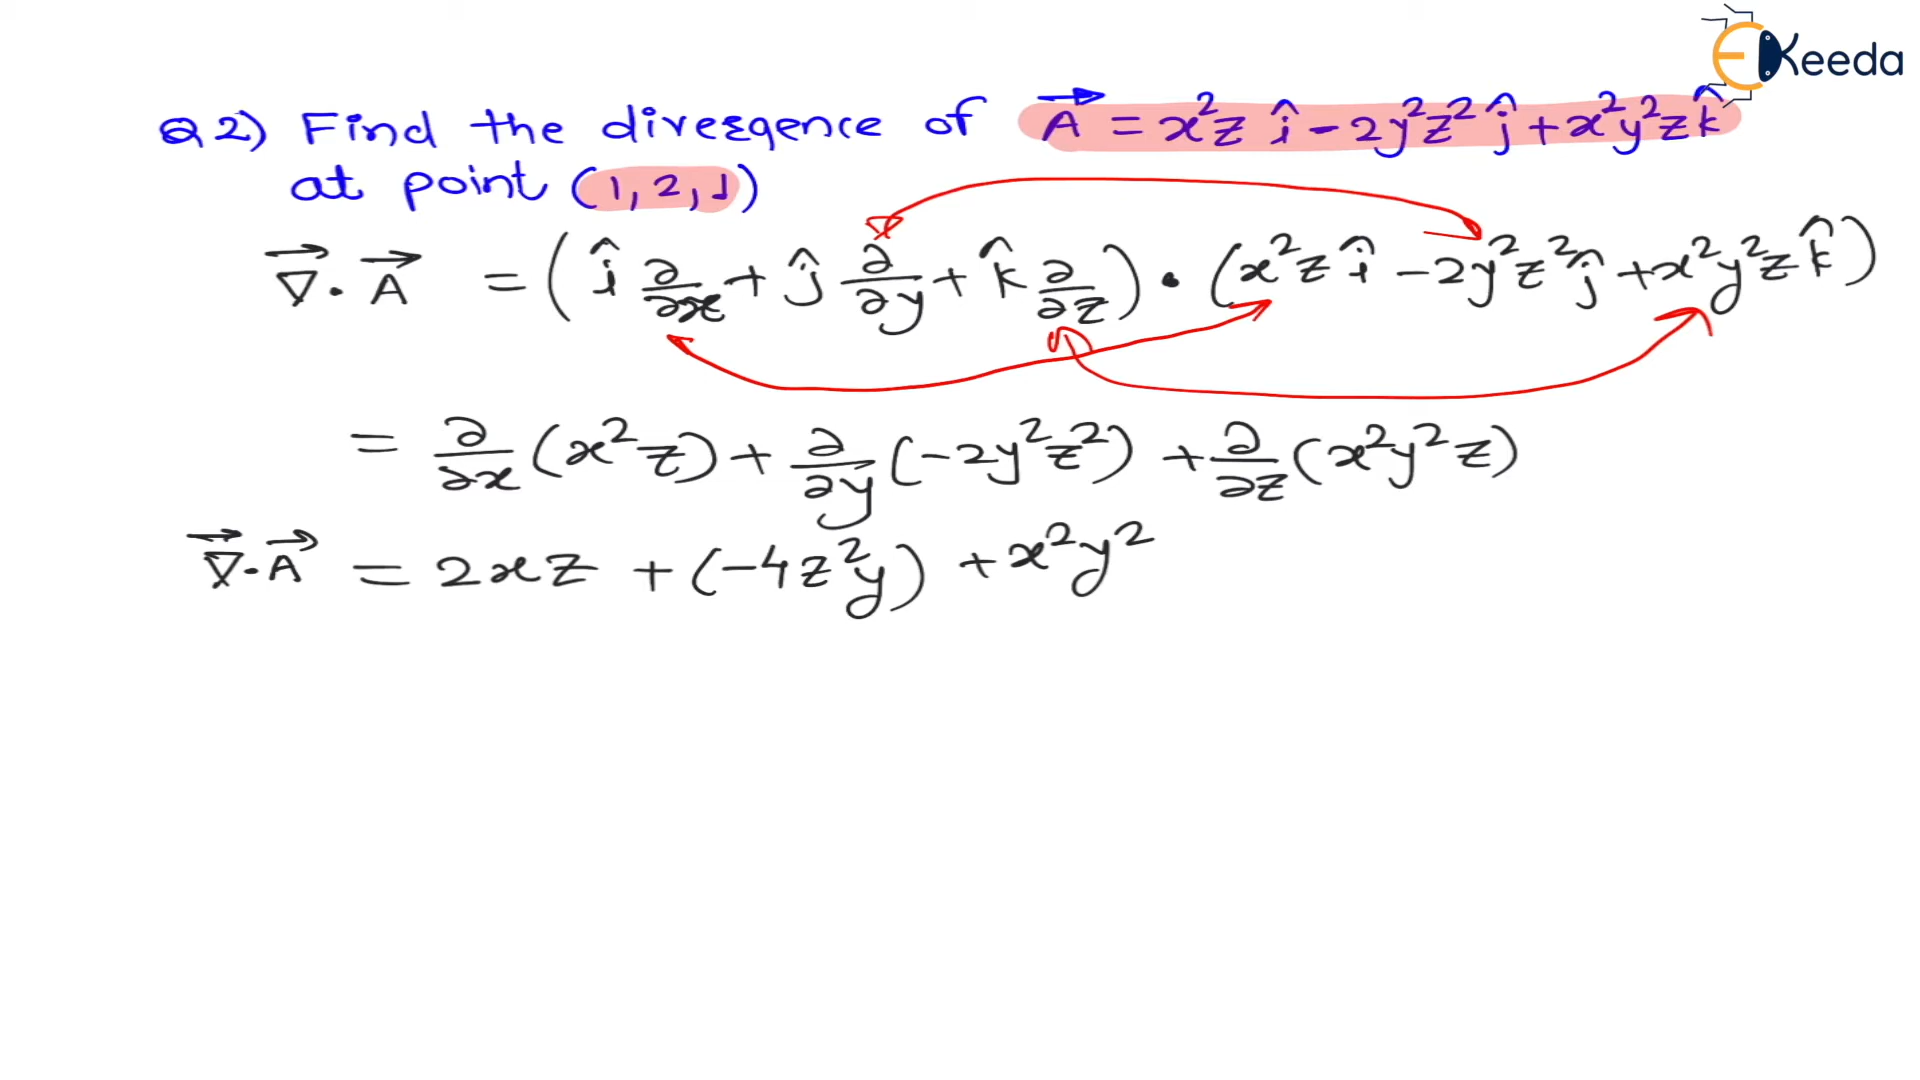 EKeeda
Q2) Find the divergence of A⃗ = x²z î - 2y²z² ĵ + x²y²z k̂
at point (1, 2, 1)
∇⃗ · A⃗ = ( î ∂/∂x + ĵ ∂/∂y + k̂ ∂/∂z ) · (x²z î - 2y²z² ĵ + x²y²z k̂ )
= ∂/∂x (x²z) + ∂/∂y (-2y²z²) + ∂/∂z (x²y²z)
∇⃗ · A⃗ = 2xz + (-4z²y) + x²y²